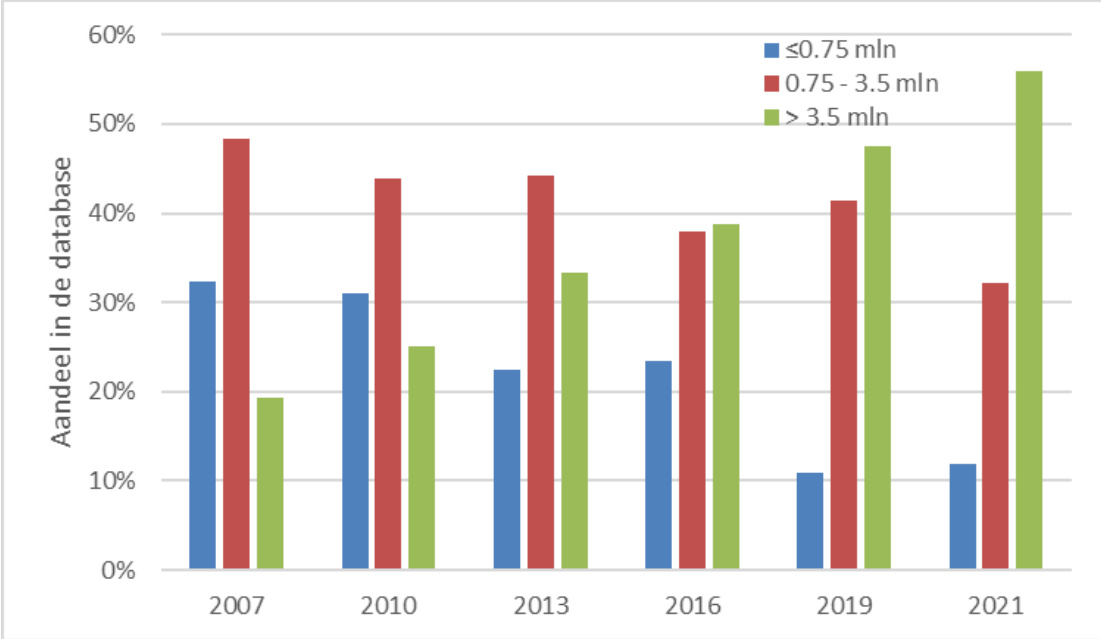 60%
50%
40%
30%
20%
10%
0%
Aandeel in de database
≤0.75 mln
0.75 - 3.5 mln
> 3.5 mln
2007 2010 2013 2016 2019 2021